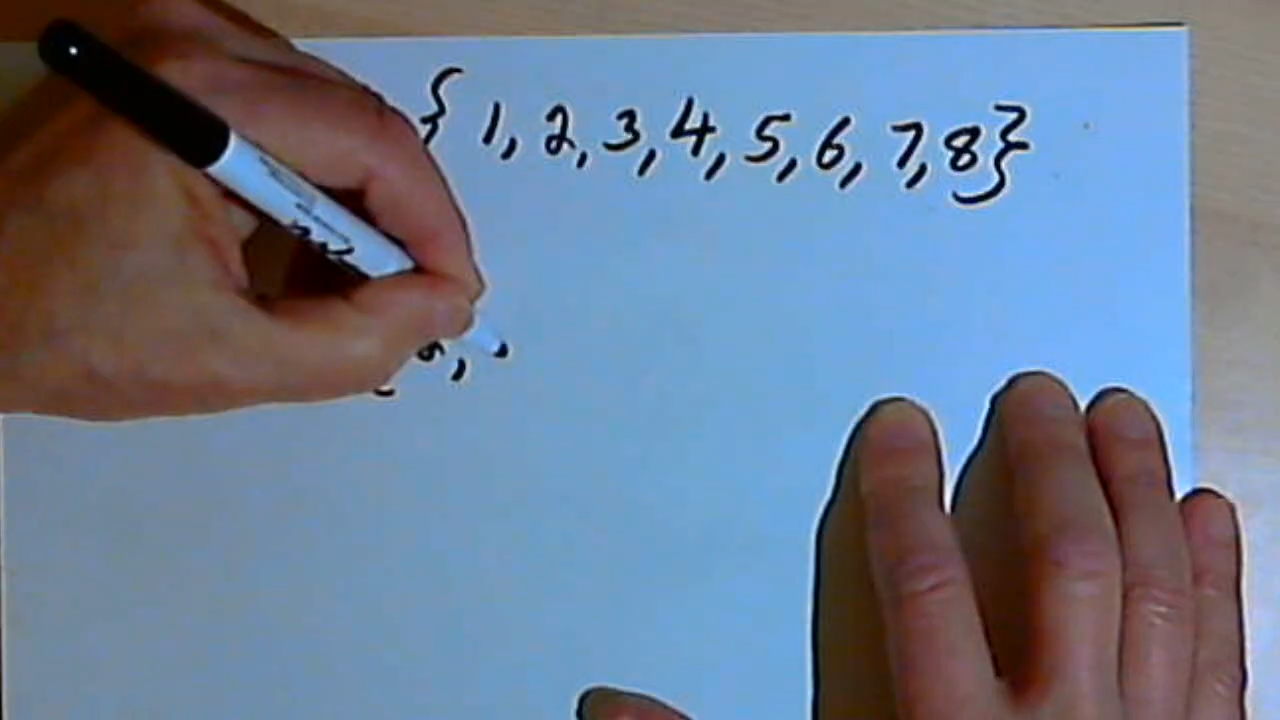 { 1, 2, 3, 4, 5, 6, 7, 8}